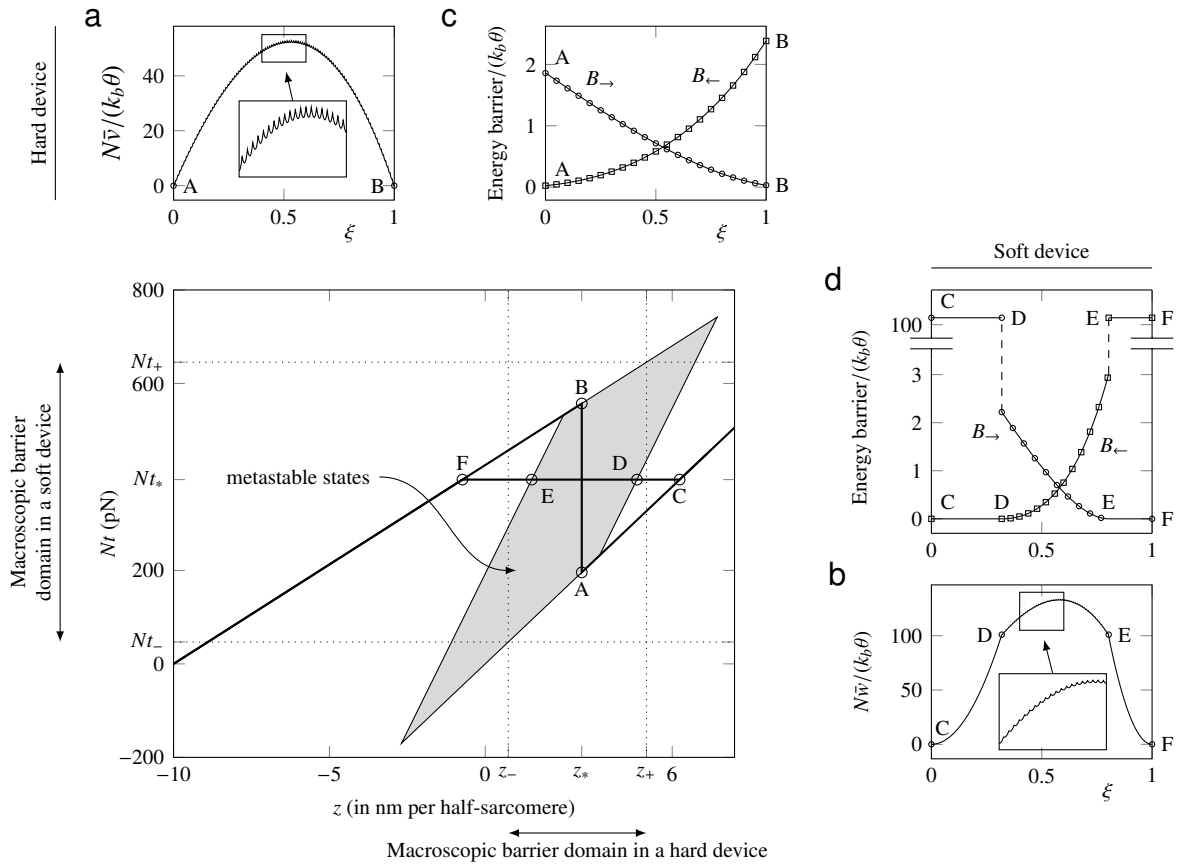 a
Hard device
Nv̄/(k_bθ)
40
20
0
A
B
0
0.5
1
ξ
c
Energy barrier/(k_bθ)
2
1
0
A
B→
B←
B
A
B
0
0.5
1
ξ
Macroscopic barrier
domain in a soft device
Nt (pN)
800
Nt₊
600
Nt*
200
Nt₋
0
−200
B
F
D
E
C
A
metastable states
−10
−5
0
z₋
z*
z₊
6
z (in nm per half-sarcomere)
Macroscopic barrier domain in a hard device
Soft device
d
Energy barrier/(k_bθ)
C
D
E
F
100
3
2
1
0
B→
B←
C
D
E
F
0
0.5
1
b
Nw̄/(k_bθ)
100
50
0
D
E
C
F
0
0.5
1
ξ